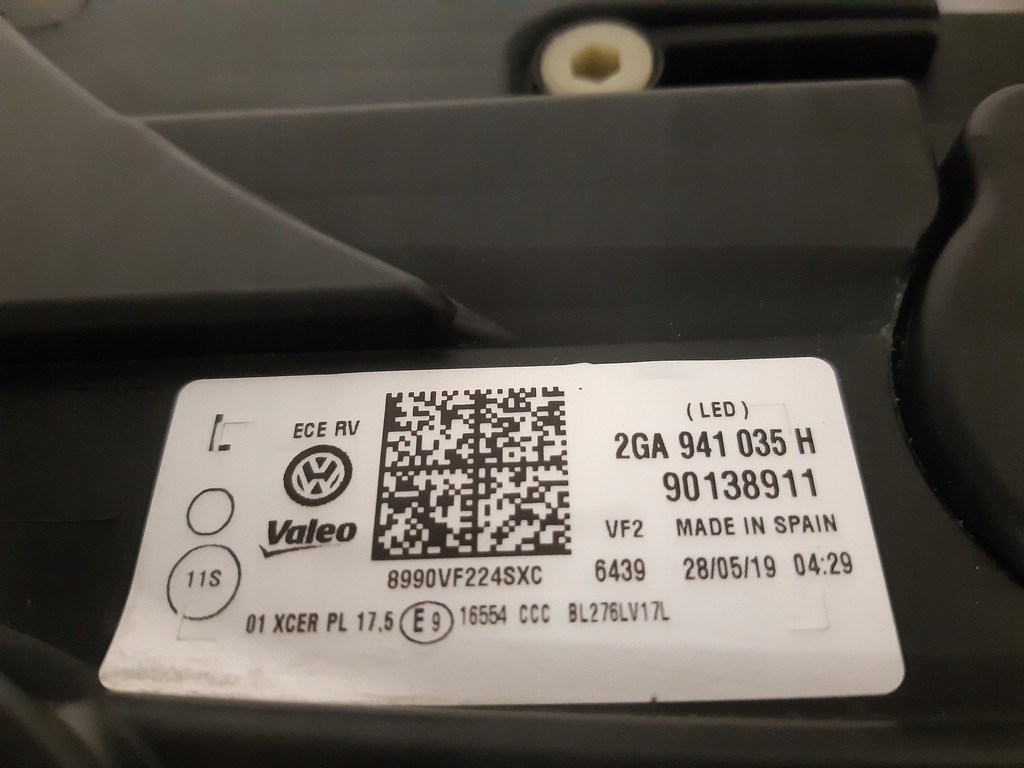 (LED)
ECE RV
2GA 941 035 H
90138911
Valeo
VF2 MADE IN SPAIN
8990VF224SXC 6439 28/05/19 04:29
11S
01 XCER PL 17.5 E9 16554 CCC BL276LV17L